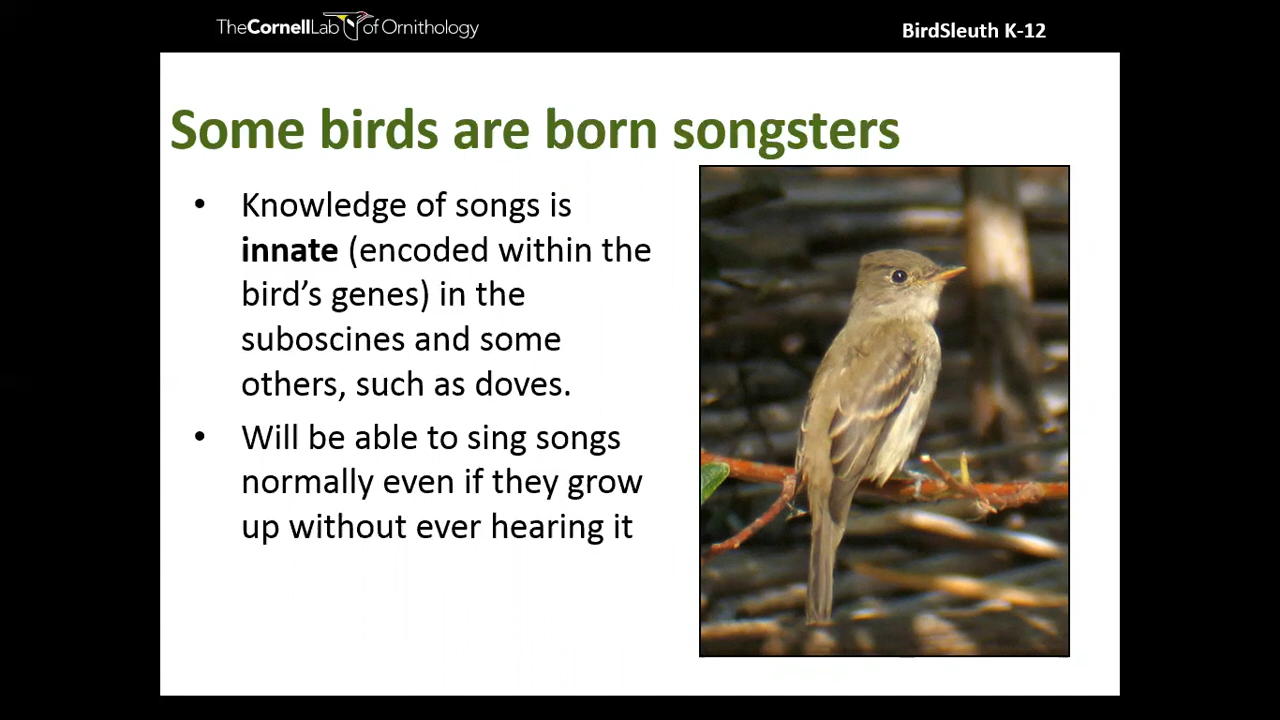 TheCornellLab of Ornithology
BirdSleuth K-12
Some birds are born songsters
• Knowledge of songs is
innate (encoded within the
bird's genes) in the
suboscines and some
others, such as doves.
• Will be able to sing songs
normally even if they grow
up without ever hearing it